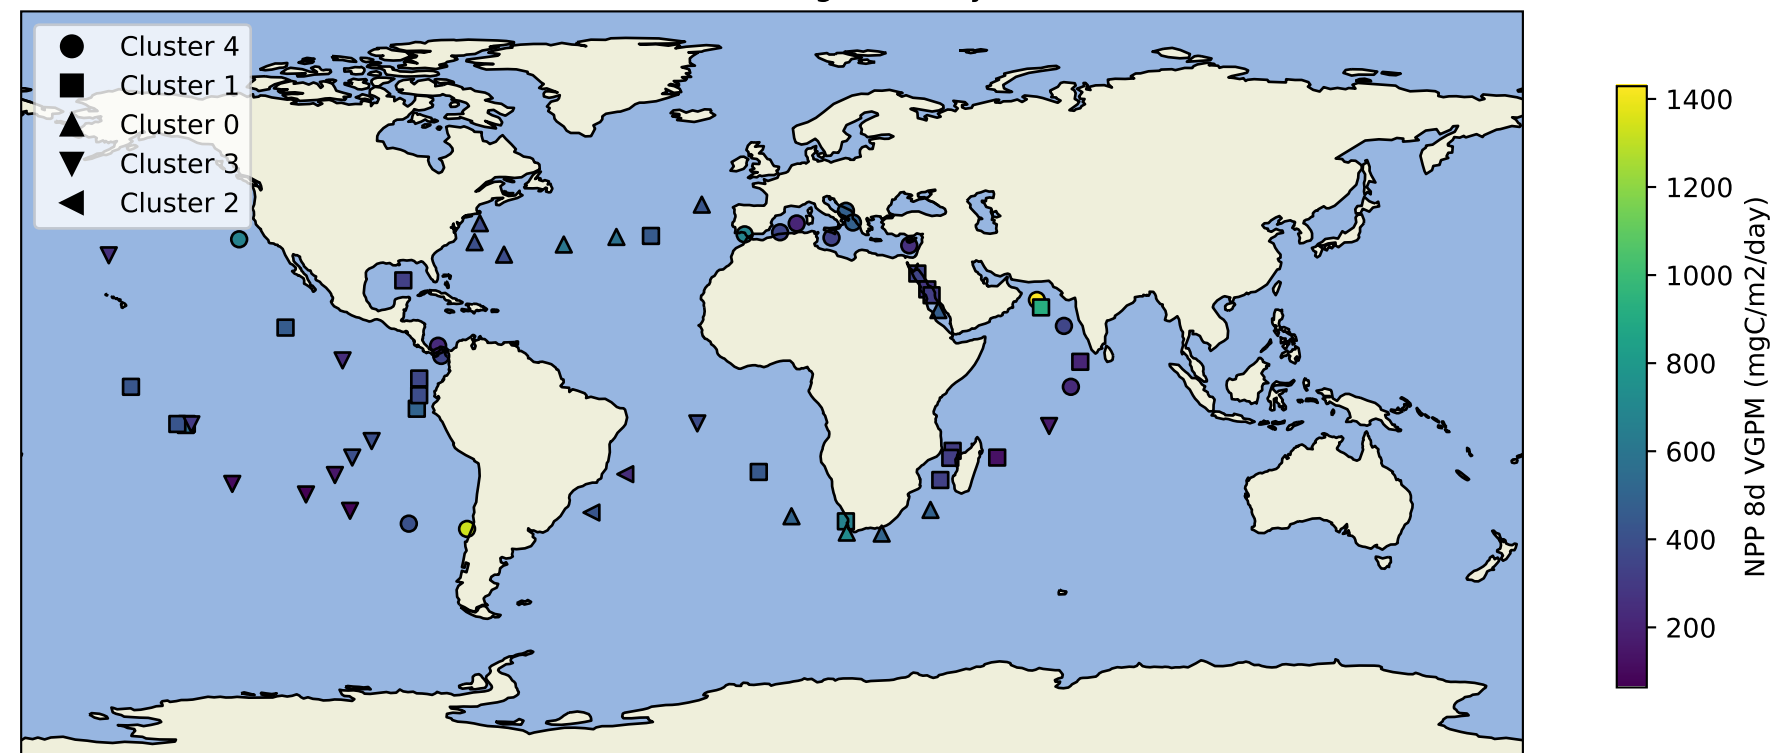 Cluster 4
Cluster 1
Cluster 0
Cluster 3
Cluster 2
1400
1200
1000
800
600
400
200
NPP 8d VGPM (mgC/m2/day)